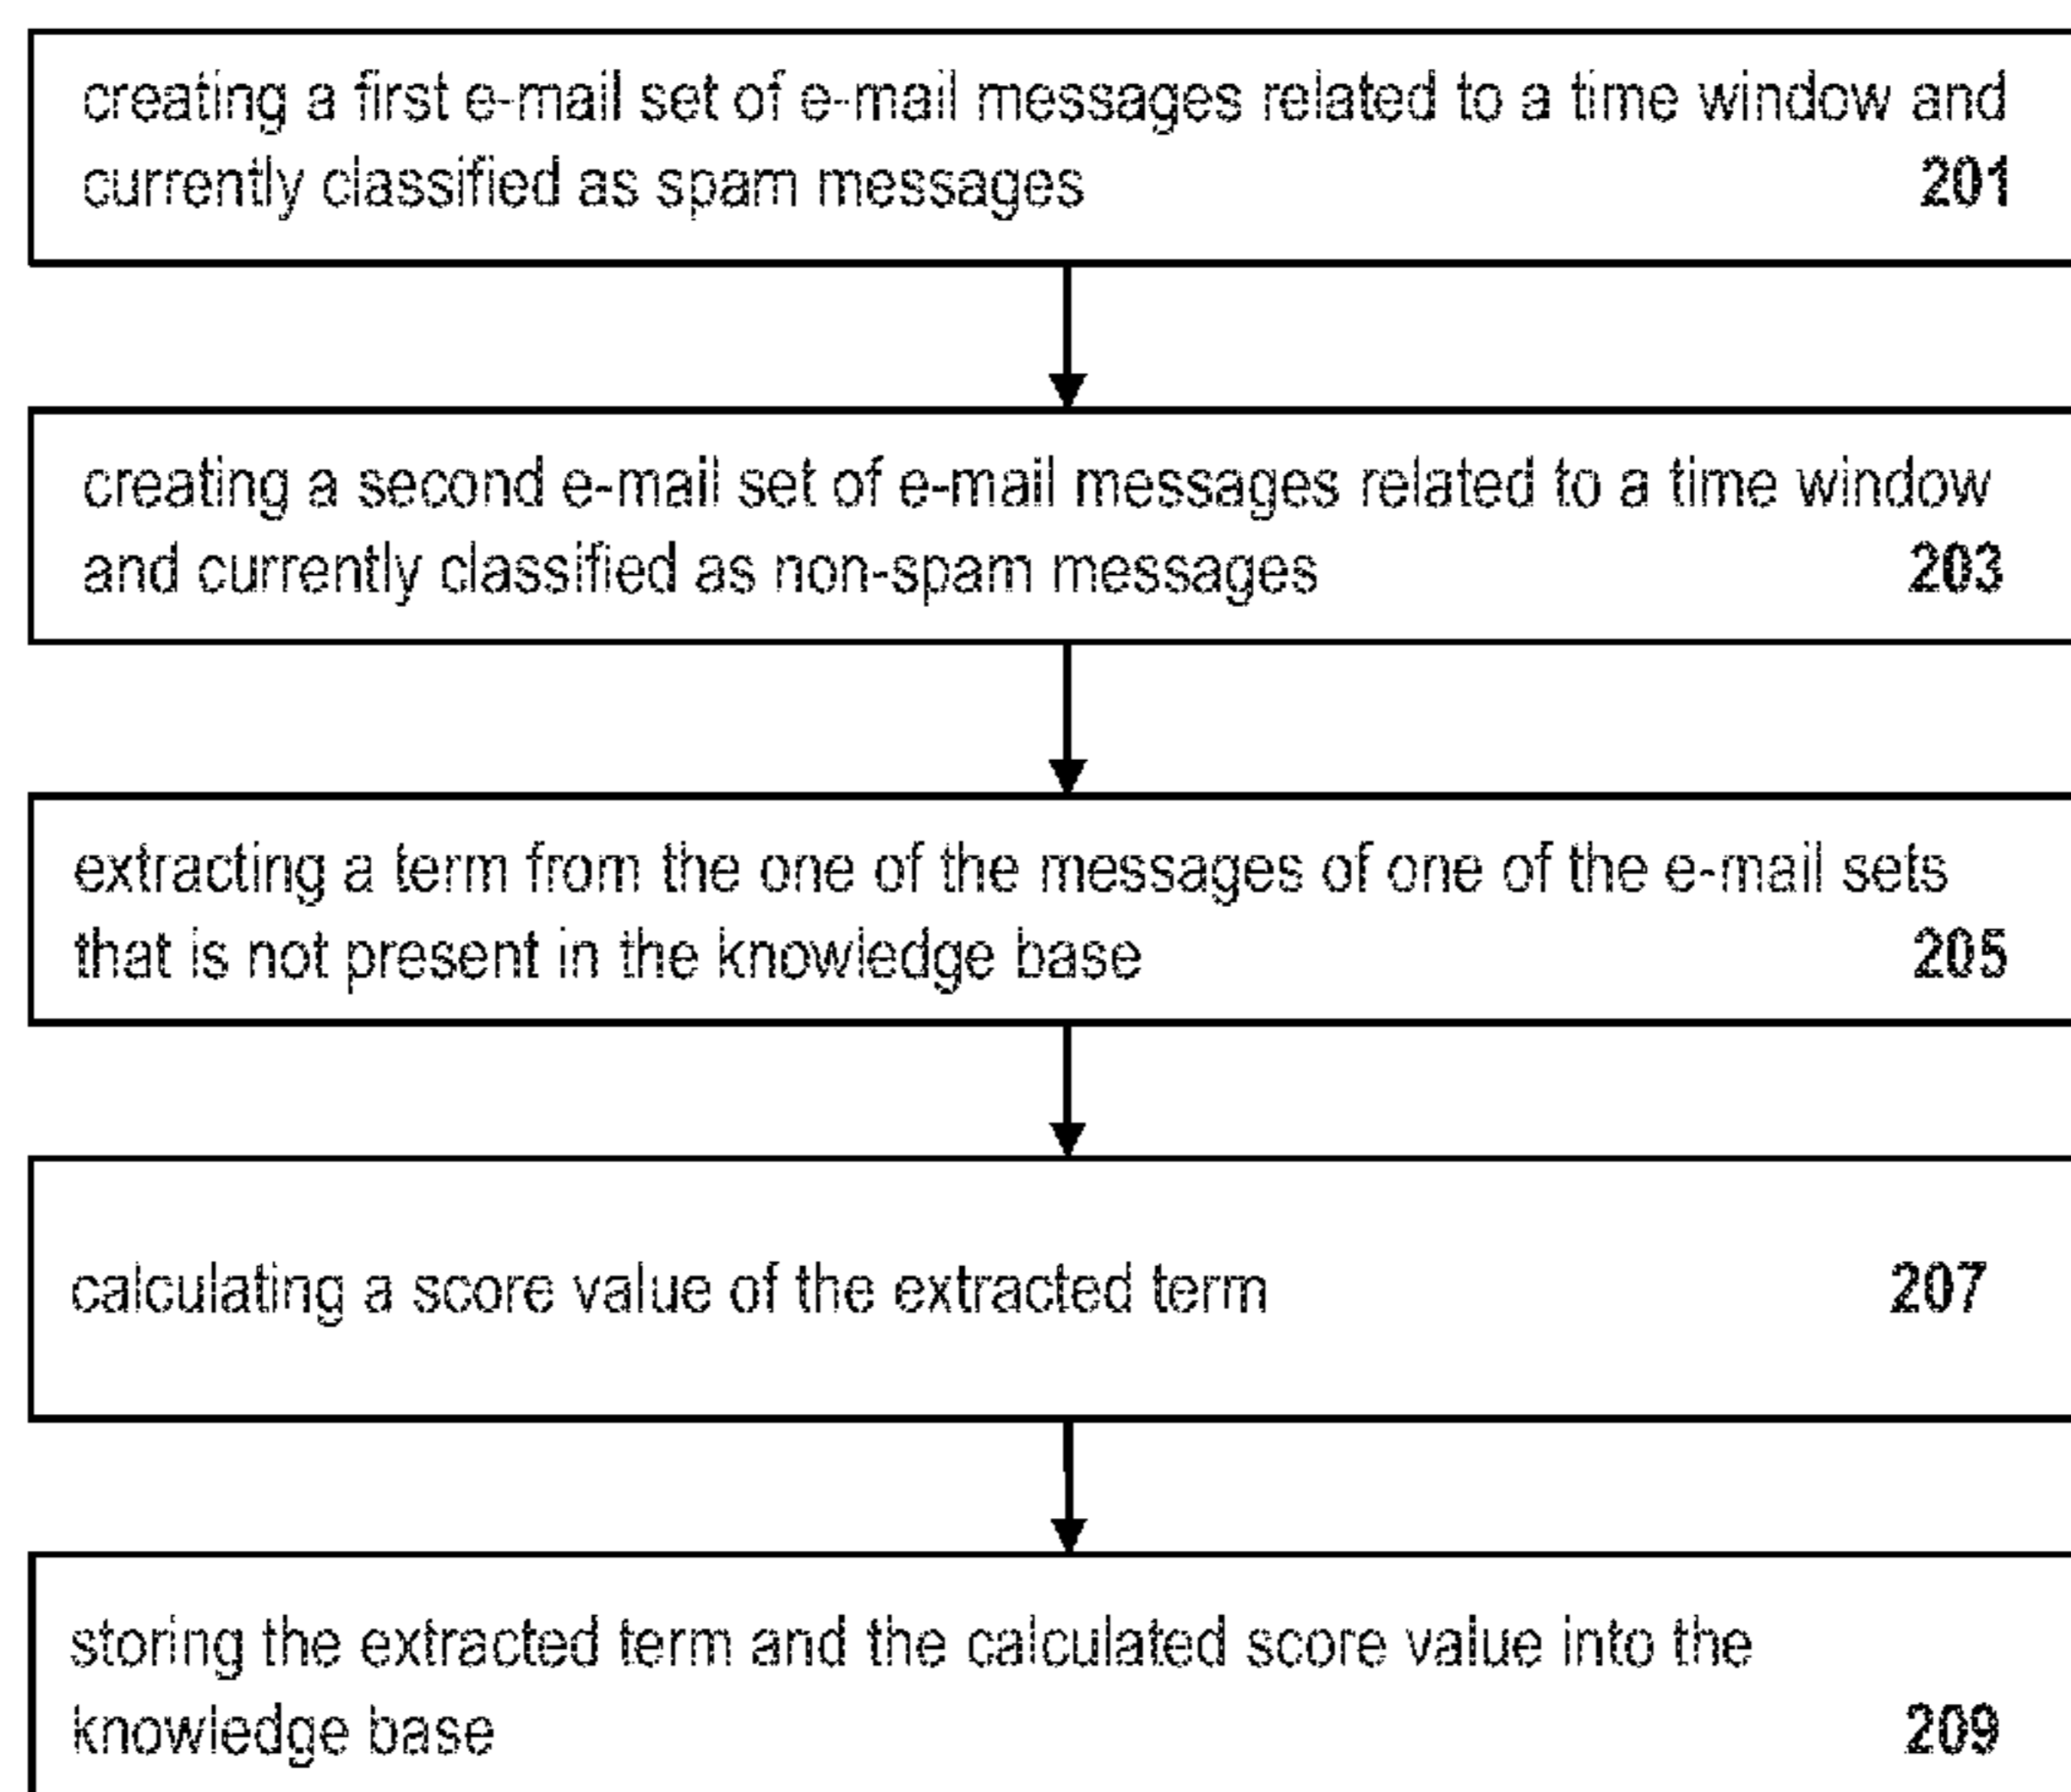 creating a first e-mail set of e-mail messages related to a time window and
currently classified as spam messages 201
creating a second e-mail set of e-mail messages related to a time window
and currently classified as non-spam messages 203
extracting a term from the one of the messages of one of the e-mail sets
that is not present in the knowledge base 205
calculating a score value of the extracted term 207
storing the extracted term and the calculated score value into the
knowledge base 209